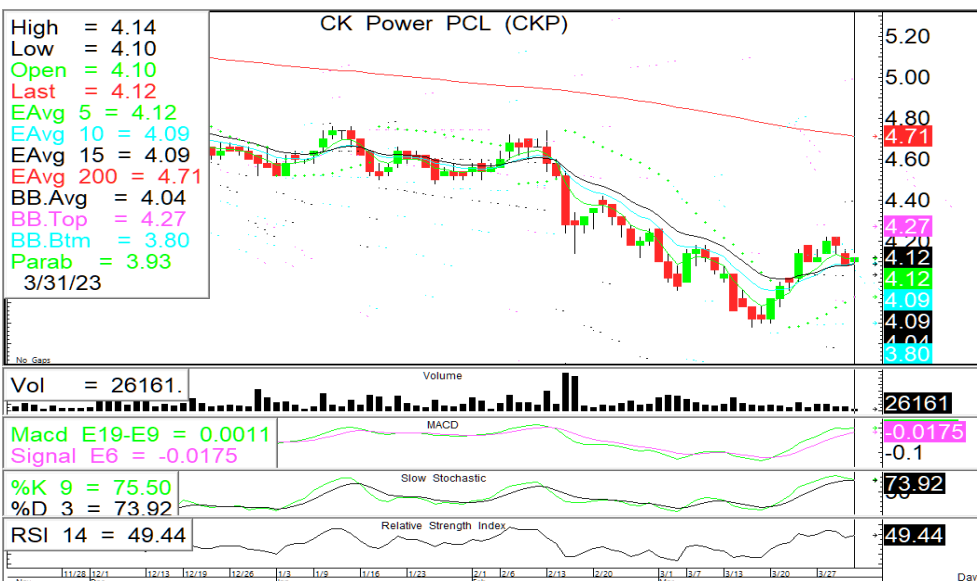 CK Power PCL (CKP)
High = 4.14
Low = 4.10
Open = 4.10
Last = 4.12
EAvg 5 = 4.12
EAvg 10 = 4.09
EAvg 15 = 4.09
EAvg 200 = 4.71
BB.Avg = 4.04
BB.Top = 4.27
BB.Btm = 3.80
Parab = 3.93
3/31/23
5.20
5.00
4.80
4.71
4.60
4.40
4.27
4.20
4.12
4.12
4.09
4.09
4.04
3.80
No Gaps
Volume
Vol = 26161.
26161
MACD
Macd E19-E9 = 0.0011
Signal E6 = -0.0175
-0.0175
-0.1
Slow Stochastic
%K 9 = 75.50
%D 3 = 73.92
73.92
Relative Strength Index
RSI 14 = 49.44
49.44
11/28 12/1 12/13 12/19 12/26 1/3 1/9 1/16 1/23 2/1 2/6 2/20 3/1 3/7 3/13 3/20 3/27
Day